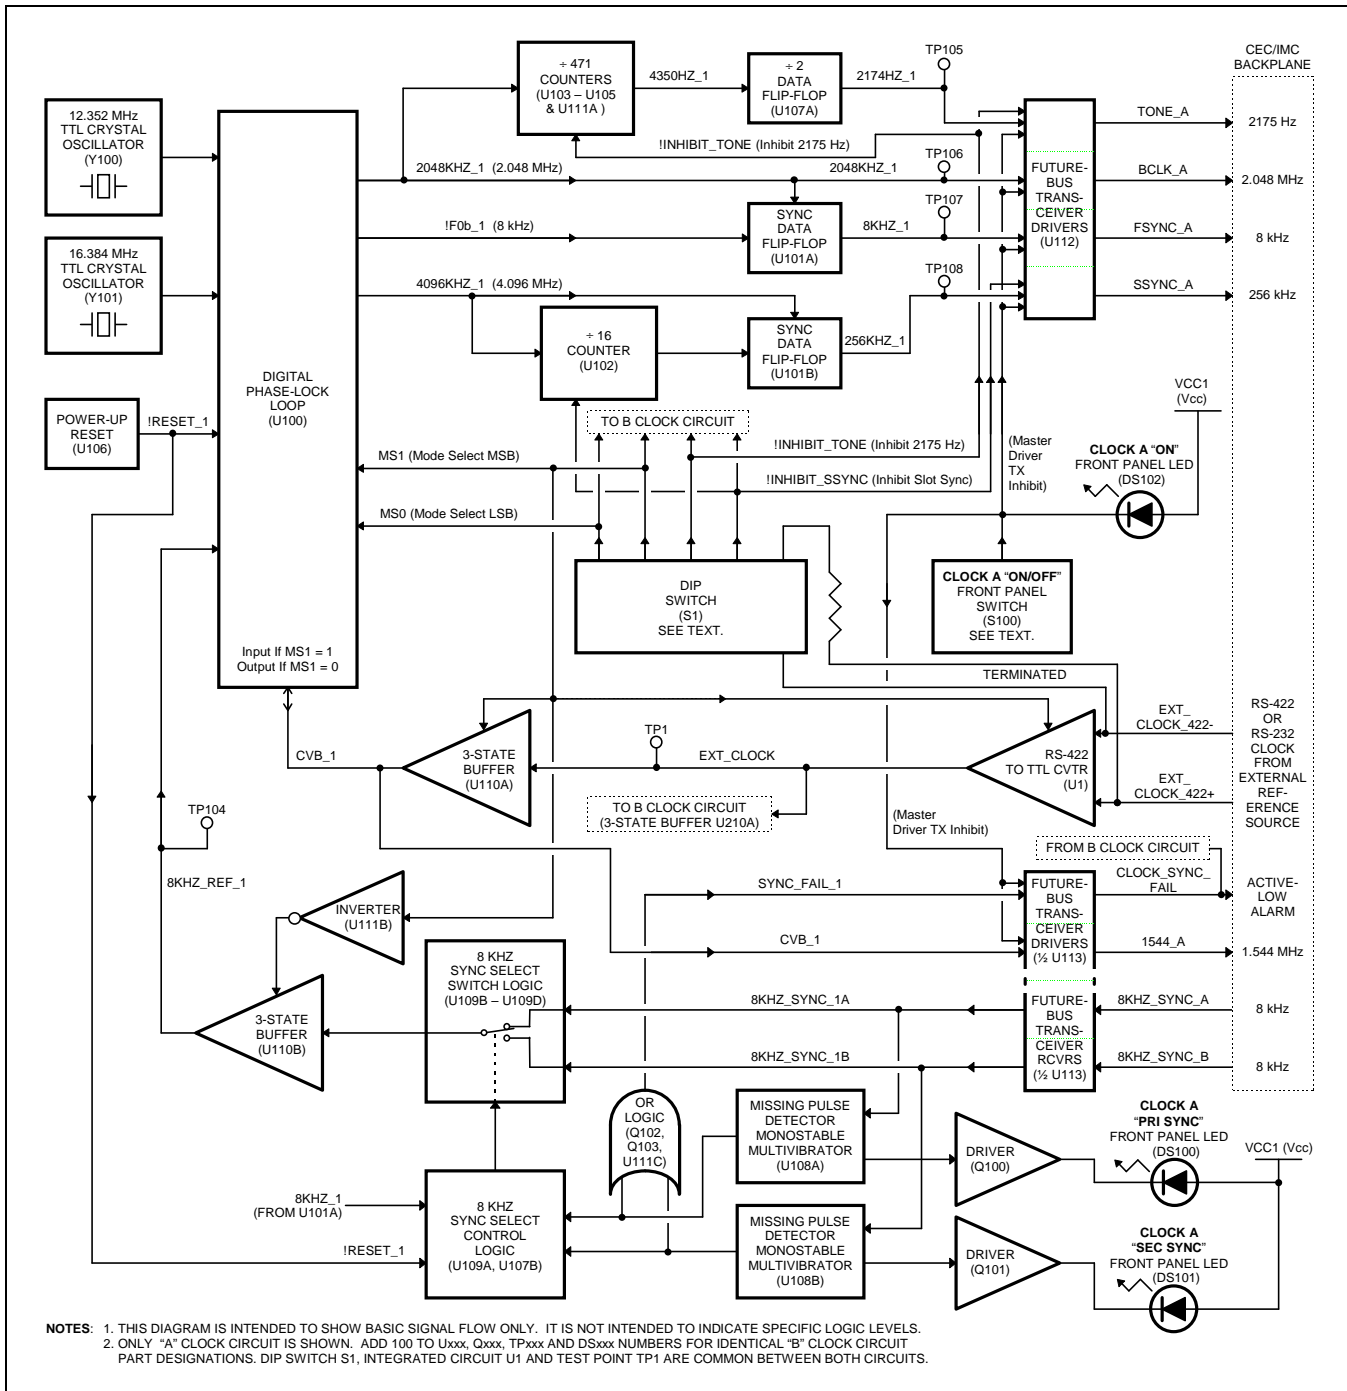 CEC/IMC
BACKPLANE
÷ 471
COUNTERS
(U103 – U105
& U111A )
4350HZ_1
÷ 2
DATA
FLIP-FLOP
(U107A)
2174HZ_1
TP105
12.352 MHz
TTL CRYSTAL
OSCILLATOR
(Y100)
TONE_A
2175 Hz
!INHIBIT_TONE (Inhibit 2175 Hz)
2048KHZ_1 (2.048 MHz)
2048KHZ_1
TP106
FUTURE-
BUS
TRANS-
CEIVER
DRIVERS
(U112)
BCLK_A
2.048 MHz
TP107
!F0b_1 (8 kHz)
SYNC
DATA
FLIP-FLOP
(U101A)
8KHZ_1
FSYNC_A
8 kHz
16.384 MHz
TTL CRYSTAL
OSCILLATOR
(Y101)
TP108
4096KHZ_1 (4.096 MHz)
SSYNC_A
256 kHz
÷ 16
COUNTER
(U102)
SYNC
DATA
FLIP-FLOP
(U101B)
256KHZ_1
DIGITAL
PHASE-LOCK
LOOP
(U100)
VCC1
(Vcc)
POWER-UP
RESET
(U106)
!RESET_1
TO B CLOCK CIRCUIT
!INHIBIT_TONE (Inhibit 2175 Hz)
(Master
Driver
TX
Inhibit)
CLOCK A “ON”
FRONT PANEL LED
(DS102)
MS1 (Mode Select MSB)
!INHIBIT_SSYNC (Inhibit Slot Sync)
MS0 (Mode Select LSB)
DIP
SWITCH
(S1)
SEE TEXT.
CLOCK A “ON/OFF”
FRONT PANEL
SWITCH
(S100)
SEE TEXT.
Input If MS1 = 1
Output If MS1 = 0
TERMINATED
EXT_
CLOCK_422-
RS-422
OR
RS-232
CLOCK
FROM
EXTERNAL
REF-
ERENCE
SOURCE
TP1
CVB_1
3-STATE
BUFFER
(U110A)
EXT_CLOCK
RS-422
TO TTL CVTR
(U1)
EXT_
CLOCK_422+
TO B CLOCK CIRCUIT
(3-STATE BUFFER U210A)
TP104
(Master
Driver TX Inhibit)
FROM B CLOCK CIRCUIT
8KHZ_REF_1
SYNC_FAIL_1
FUTURE-
BUS
TRANS-
CEIVER
DRIVERS
(½ U113)
CLOCK_SYNC_
FAIL
ACTIVE-
LOW
ALARM
INVERTER
(U111B)
CVB_1
1544_A
1.544 MHz
8 KHZ
SYNC SELECT
SWITCH LOGIC
(U109B – U109D)
8KHZ_SYNC_1A
FUTURE-
BUS
TRANS-
CEIVER
RCVRS
(½ U113)
8KHZ_SYNC_A
8 kHz
3-STATE
BUFFER
(U110B)
8KHZ_SYNC_1B
8KHZ_SYNC_B
8 kHz
OR
LOGIC
(Q102,
Q103,
U111C)
MISSING PULSE
DETECTOR
MONOSTABLE
MULTIVIBRATOR
(U108A)
DRIVER
(Q100)
CLOCK A
“PRI SYNC”
FRONT PANEL LED
(DS100)
VCC1 (Vcc)
8KHZ_1
(FROM U101A)
8 KHZ
SYNC SELECT
CONTROL
LOGIC
(U109A, U107B)
!RESET_1
MISSING PULSE
DETECTOR
MONOSTABLE
MULTIVIBRATOR
(U108B)
DRIVER
(Q101)
CLOCK A
“SEC SYNC”
FRONT PANEL LED
(DS101)
NOTES: 1. THIS DIAGRAM IS INTENDED TO SHOW BASIC SIGNAL FLOW ONLY. IT IS NOT INTENDED TO INDICATE SPECIFIC LOGIC LEVELS.
2. ONLY “A” CLOCK CIRCUIT IS SHOWN. ADD 100 TO Uxxx, Qxxx, TPxxx AND DSxxx NUMBERS FOR IDENTICAL “B” CLOCK CIRCUIT
PART DESIGNATIONS. DIP SWITCH S1, INTEGRATED CIRCUIT U1 AND TEST POINT TP1 ARE COMMON BETWEEN BOTH CIRCUITS.